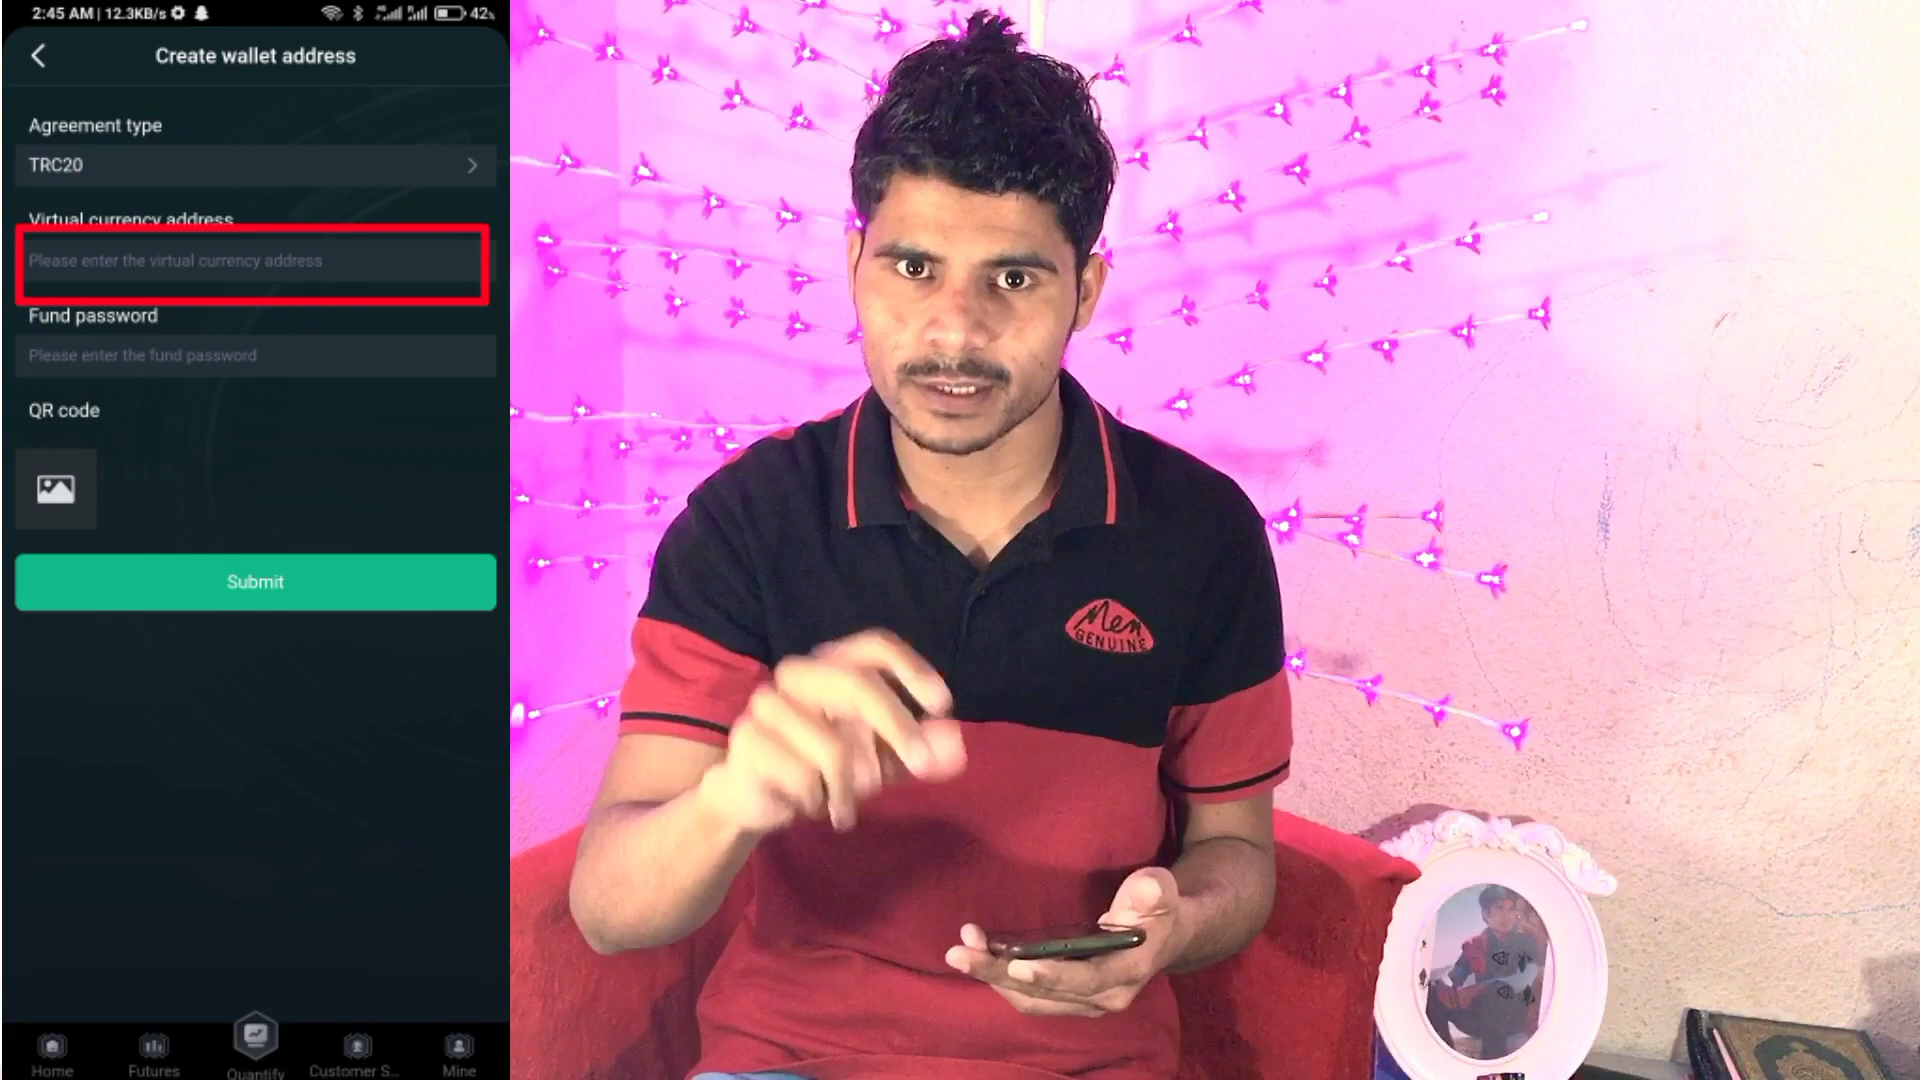 2:45 AM | 12.3KB/s
42%
Create wallet address
Agreement type
TRC20
Virtual currency address
Please enter the virtual currency address
Fund password
Please enter the fund password
QR code
Submit
Home
Futures
Quantify
Customer S...
Mine
Men
GENUINE